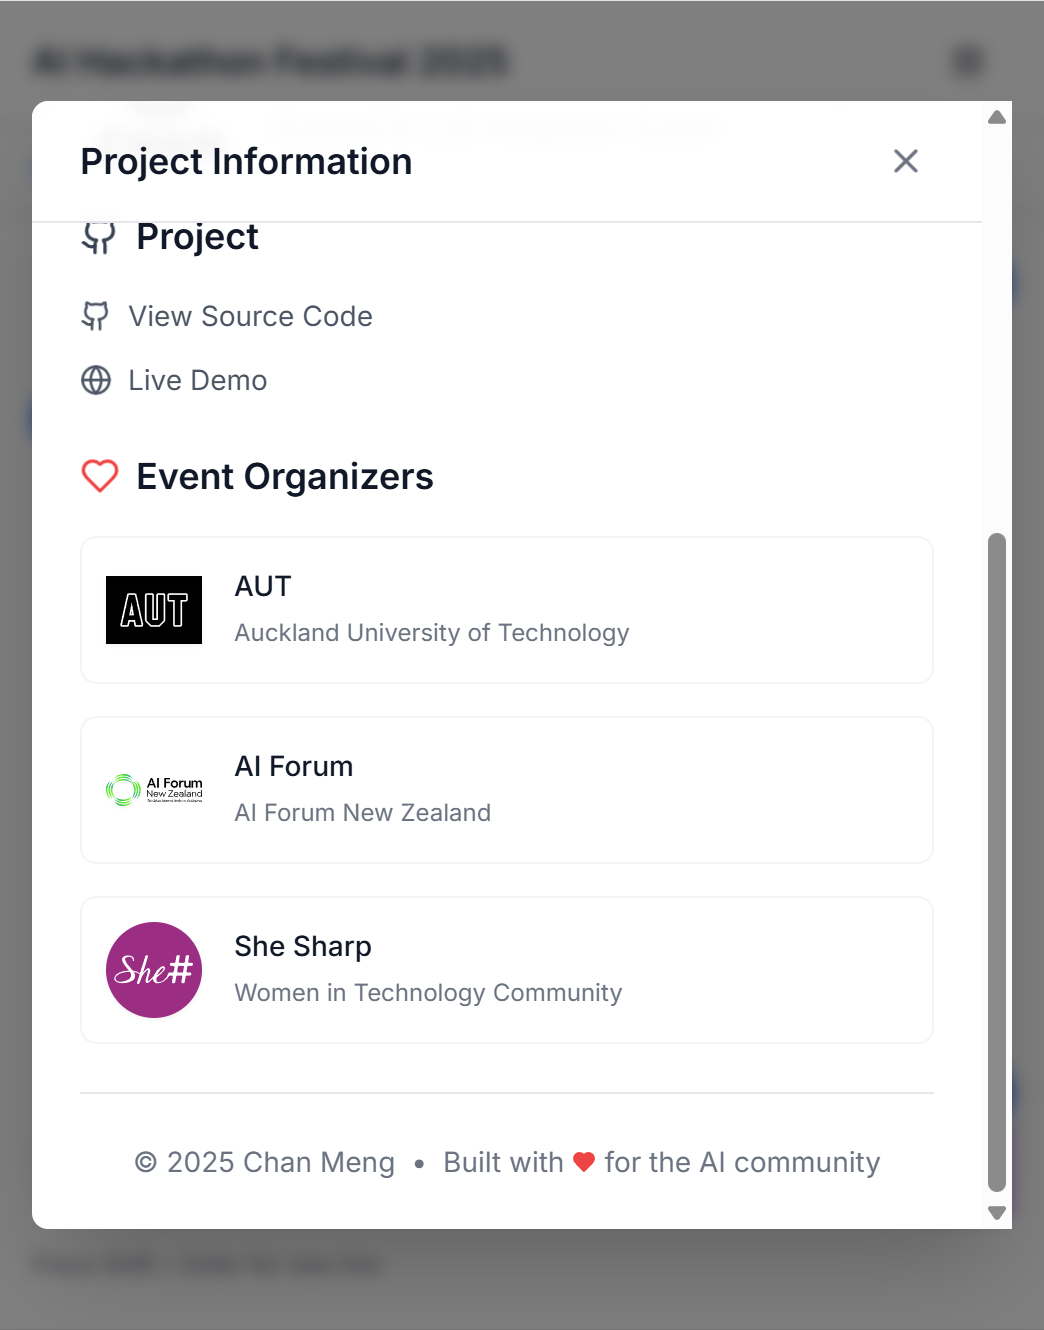 AI Hackathon Festival 2025
Project Information
Project
View Source Code
Live Demo
Event Organizers
AUT
AUT
Auckland University of Technology
AI Forum
New Zealand
AI Forum
AI Forum New Zealand
She#
She Sharp
Women in Technology Community
© 2025 Chan Meng • Built with ❤ for the AI community